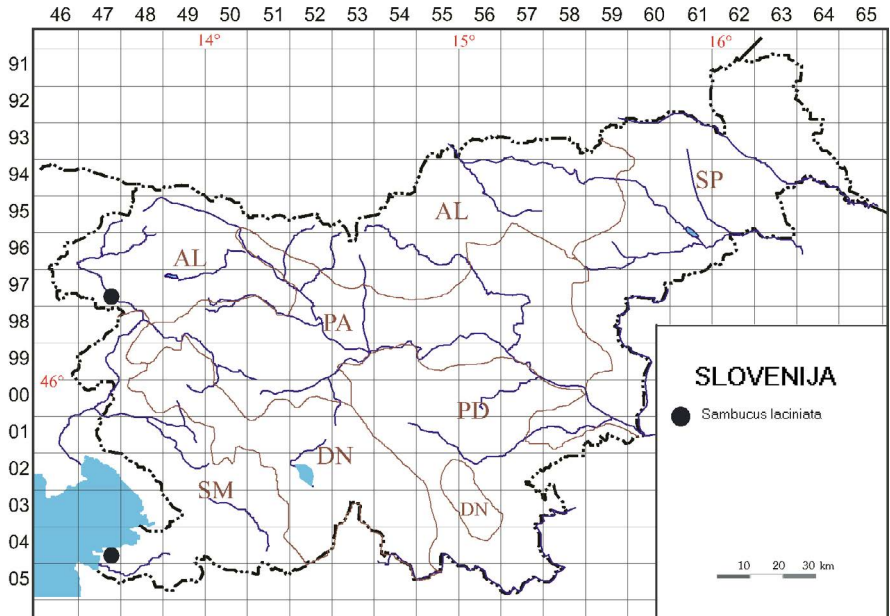 46 47 48 49 50 51 52 53 54 55 56 57 58 59 60 61 62 63 64 65
14° 15° 16°
91
92
93
94
SP
95
AL
96
AL
97
98
PA
99
46°
00
SLOVENIJA
PD
Sambucus laciniata
01
DN
02
SM
03
DN
04
05
10 20 30 km